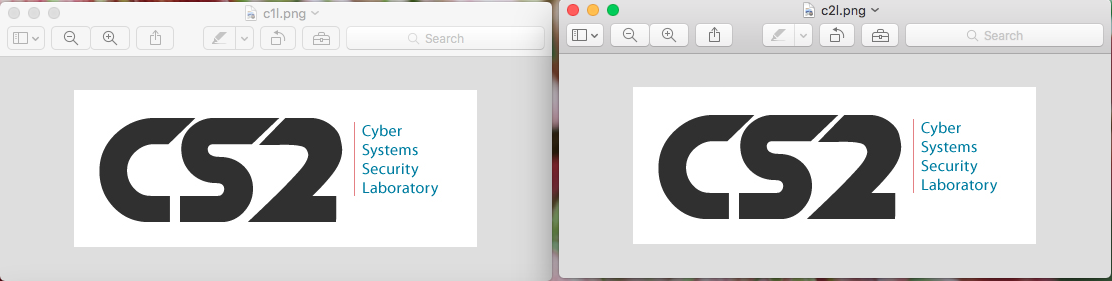 c1l.png
Search
CS2
Cyber
Systems
Security
Laboratory
c2l.png
Search
CS2
Cyber
Systems
Security
Laboratory